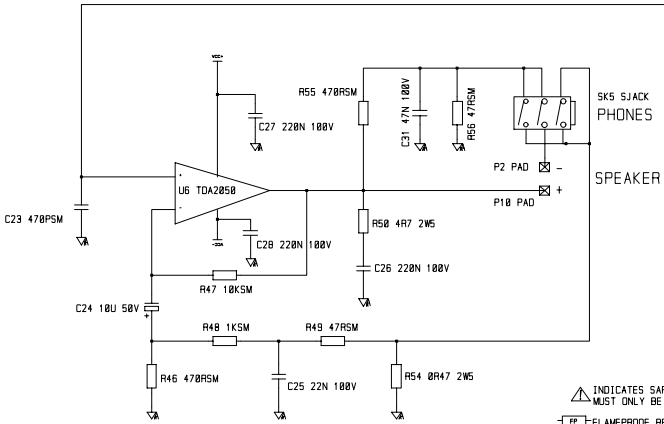 VCC+
R55 470RSM
C31 47N 100V
R56 47RSM
SK5 SJACK
PHONES
C27 220N 100V
P2 PAD
-
SPEAKER
+
U6 TDA2050
-
+
P10 PAD
C23 470PSM
R50 4R7 2W5
C28 220N 100V
C26 220N 100V
R47 10KSM
C24 10U 50V
+
R48 1KSM
R49 47RSM
R46 470RSM
C25 22N 100V
R54 0R47 2W5
INDICATES
MUST ONLY BE
FP